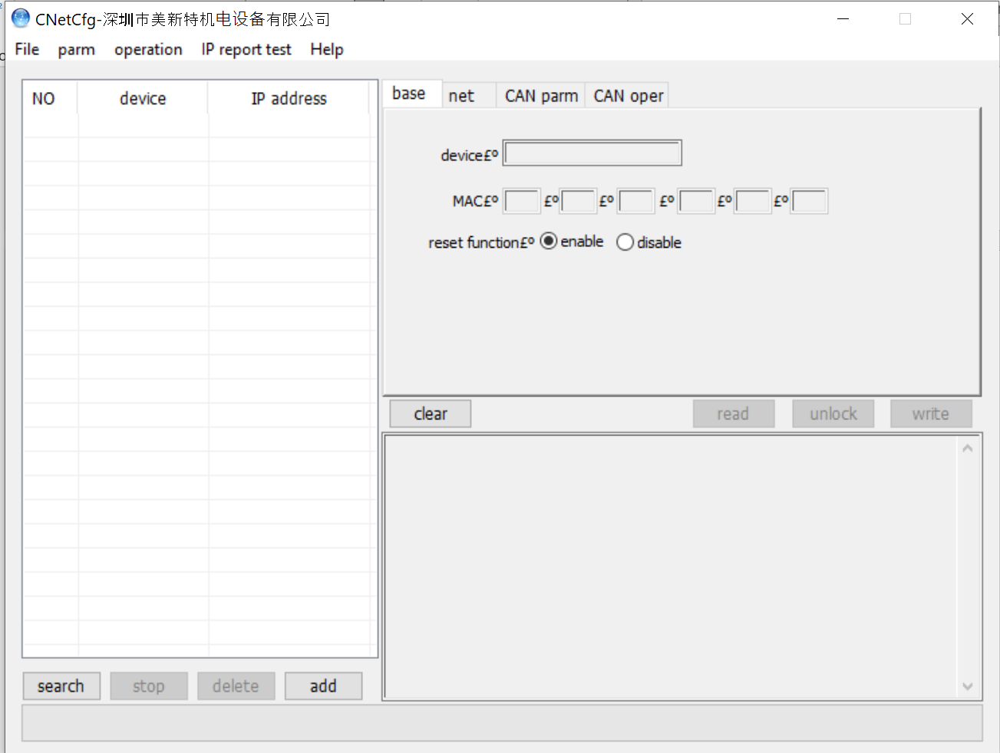 CNetCfg-深圳市美新特机电设备有限公司
File parm operation IP report test Help
NO device IP address
base net CAN parm CAN oper
device£º
MAC£º £º £º £º £º £º
reset function£º enable disable
clear read unlock write
search stop delete add